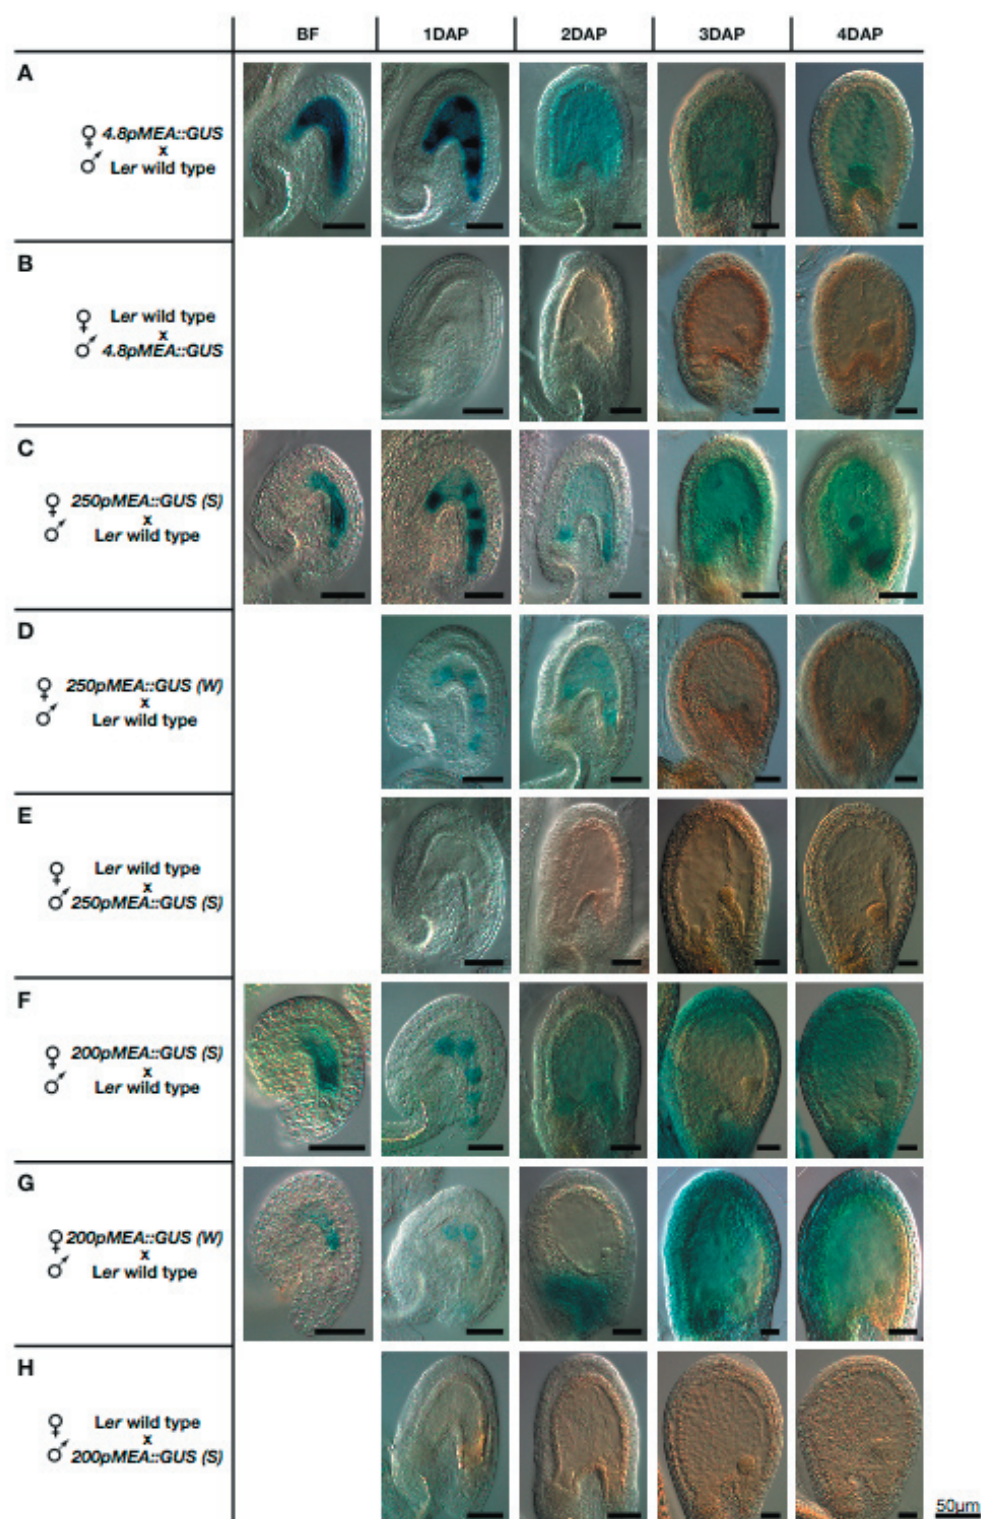 BF 1DAP 2DAP 3DAP 4DAP
A
♀ 4.8pMEA::GUS
x
♂ Ler wild type
B
♀ Ler wild type
x
♂ 4.8pMEA::GUS
C
♀ 250pMEA::GUS (S)
x
♂ Ler wild type
D
♀ 250pMEA::GUS (W)
x
♂ Ler wild type
E
♀ Ler wild type
x
♂ 250pMEA::GUS (S)
F
♀ 200pMEA::GUS (S)
x
♂ Ler wild type
G
♀ 200pMEA::GUS (W)
x
♂ Ler wild type
H
♀ Ler wild type
x
♂ 200pMEA::GUS (S)
50µm